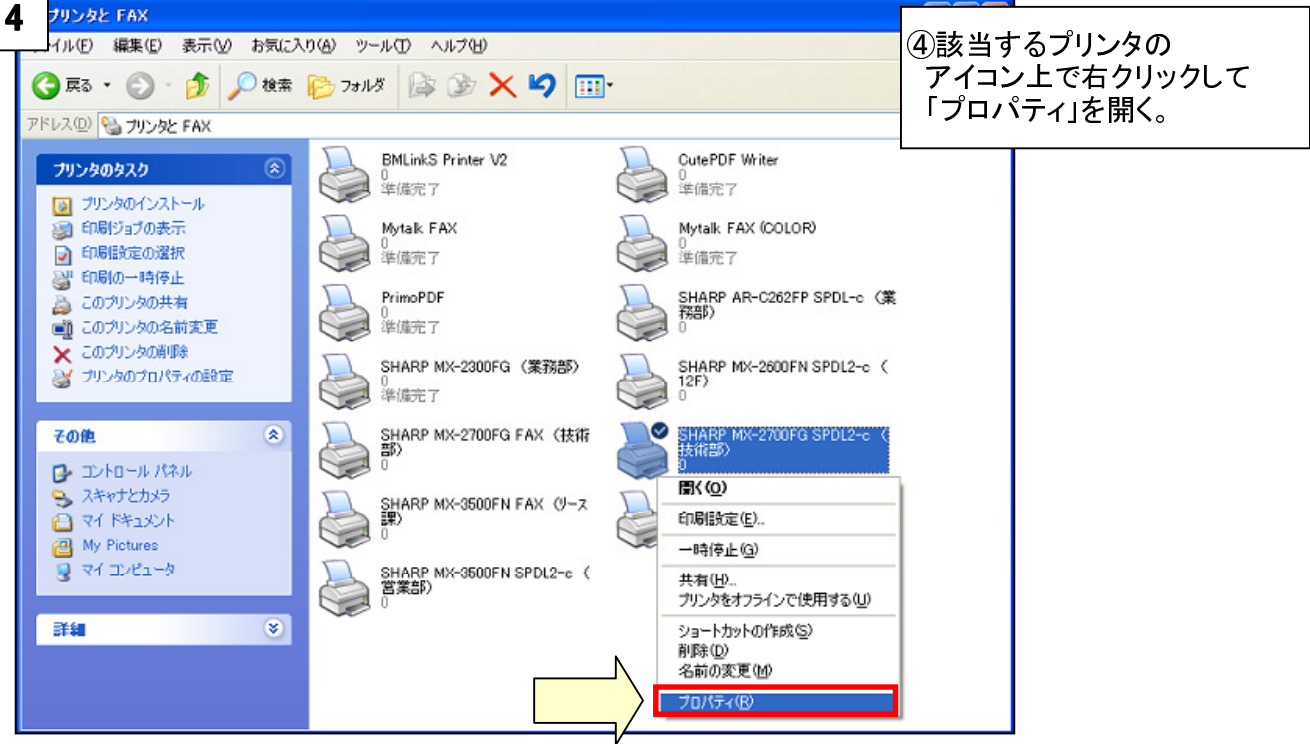 4
プリンタと FAX
イル(F) 編集(E) 表示(V) お気に入り(A) ツール(T) ヘルプ(H)
戻る 検索 フォルダ
アドレス(D) プリンタと FAX
④該当するプリンタの
アイコン上で右クリックして
「プロパティ」を開く。
プリンタのタスク
プリンタのインストール
印刷ジョブの表示
印刷設定の選択
印刷の一時停止
このプリンタの共有
このプリンタの名前変更
このプリンタの削除
プリンタのプロパティの設定
その他
コントロール パネル
スキャナとカメラ
マイ ドキュメント
My Pictures
マイ コンピュータ
詳細
BMLinkS Printer V2
0
準備完了
CutePDF Writer
0
準備完了
Mytalk FAX
0
準備完了
Mytalk FAX (COLOR)
0
準備完了
PrimoPDF
0
準備完了
SHARP AR-C262FP SPDL-c (業
務部)
0
SHARP MX-2300FG (業務部)
0
準備完了
SHARP MX-2600FN SPDL2-c (
12F)
0
SHARP MX-2700FG FAX (技術
部)
0
SHARP MX-2700FG SPDL2-c (
技術部)
0
SHARP MX-3500FN FAX (リース
課)
0
SHARP MX-3500FN SPDL2-c (
営業部)
0
開く(O)
印刷設定(E)...
一時停止(G)
共有(H)...
プリンタをオフラインで使用する(U)
ショートカットの作成(S)
削除(D)
名前の変更(M)
プロパティ(R)